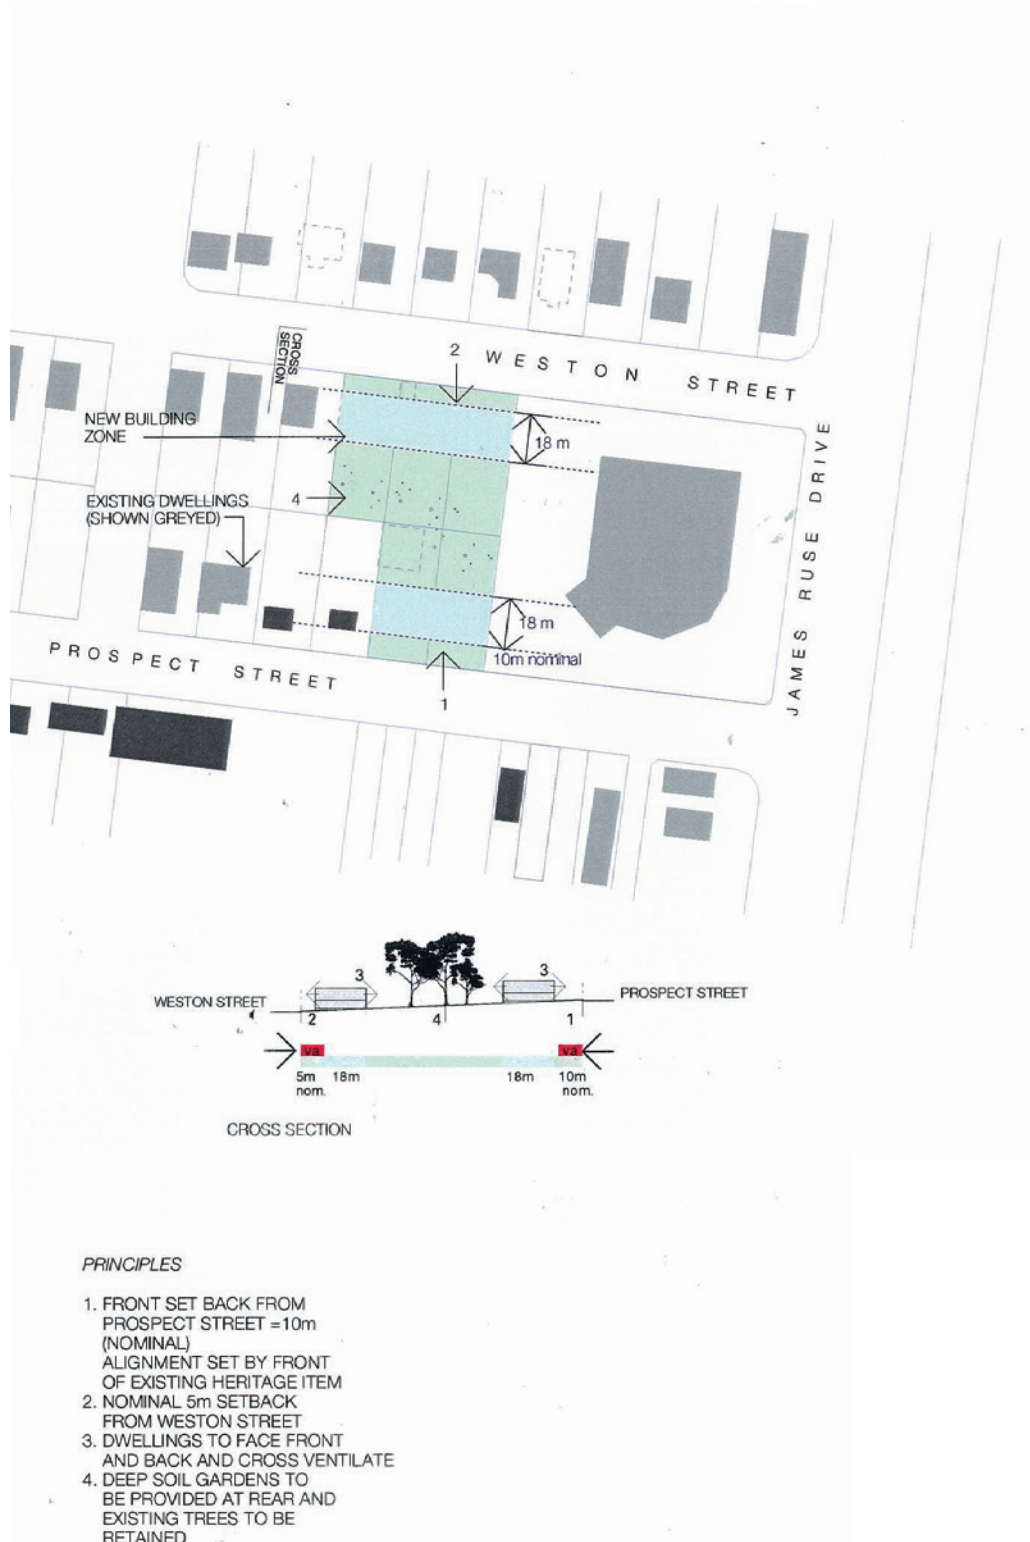 CROSS
SECTION
2
WESTON STREET
NEW BUILDING
ZONE
18 m
JAMES RUSE DRIVE
EXISTING DWELLINGS
(SHOWN GREYED)
4
18 m
10m nominal
PROSPECT STREET
1
3
3
WESTON STREET
PROSPECT STREET
2
4
1
va
va
5m
nom.
18m
18m
10m
nom.
CROSS SECTION
PRINCIPLES
1. FRONT SET BACK FROM
PROSPECT STREET =10m
(NOMINAL)
ALIGNMENT SET BY FRONT
OF EXISTING HERITAGE ITEM
2. NOMINAL 5m SETBACK
FROM WESTON STREET
3. DWELLINGS TO FACE FRONT
AND BACK AND CROSS VENTILATE
4. DEEP SOIL GARDENS TO
BE PROVIDED AT REAR AND
EXISTING TREES TO BE
RETAINED